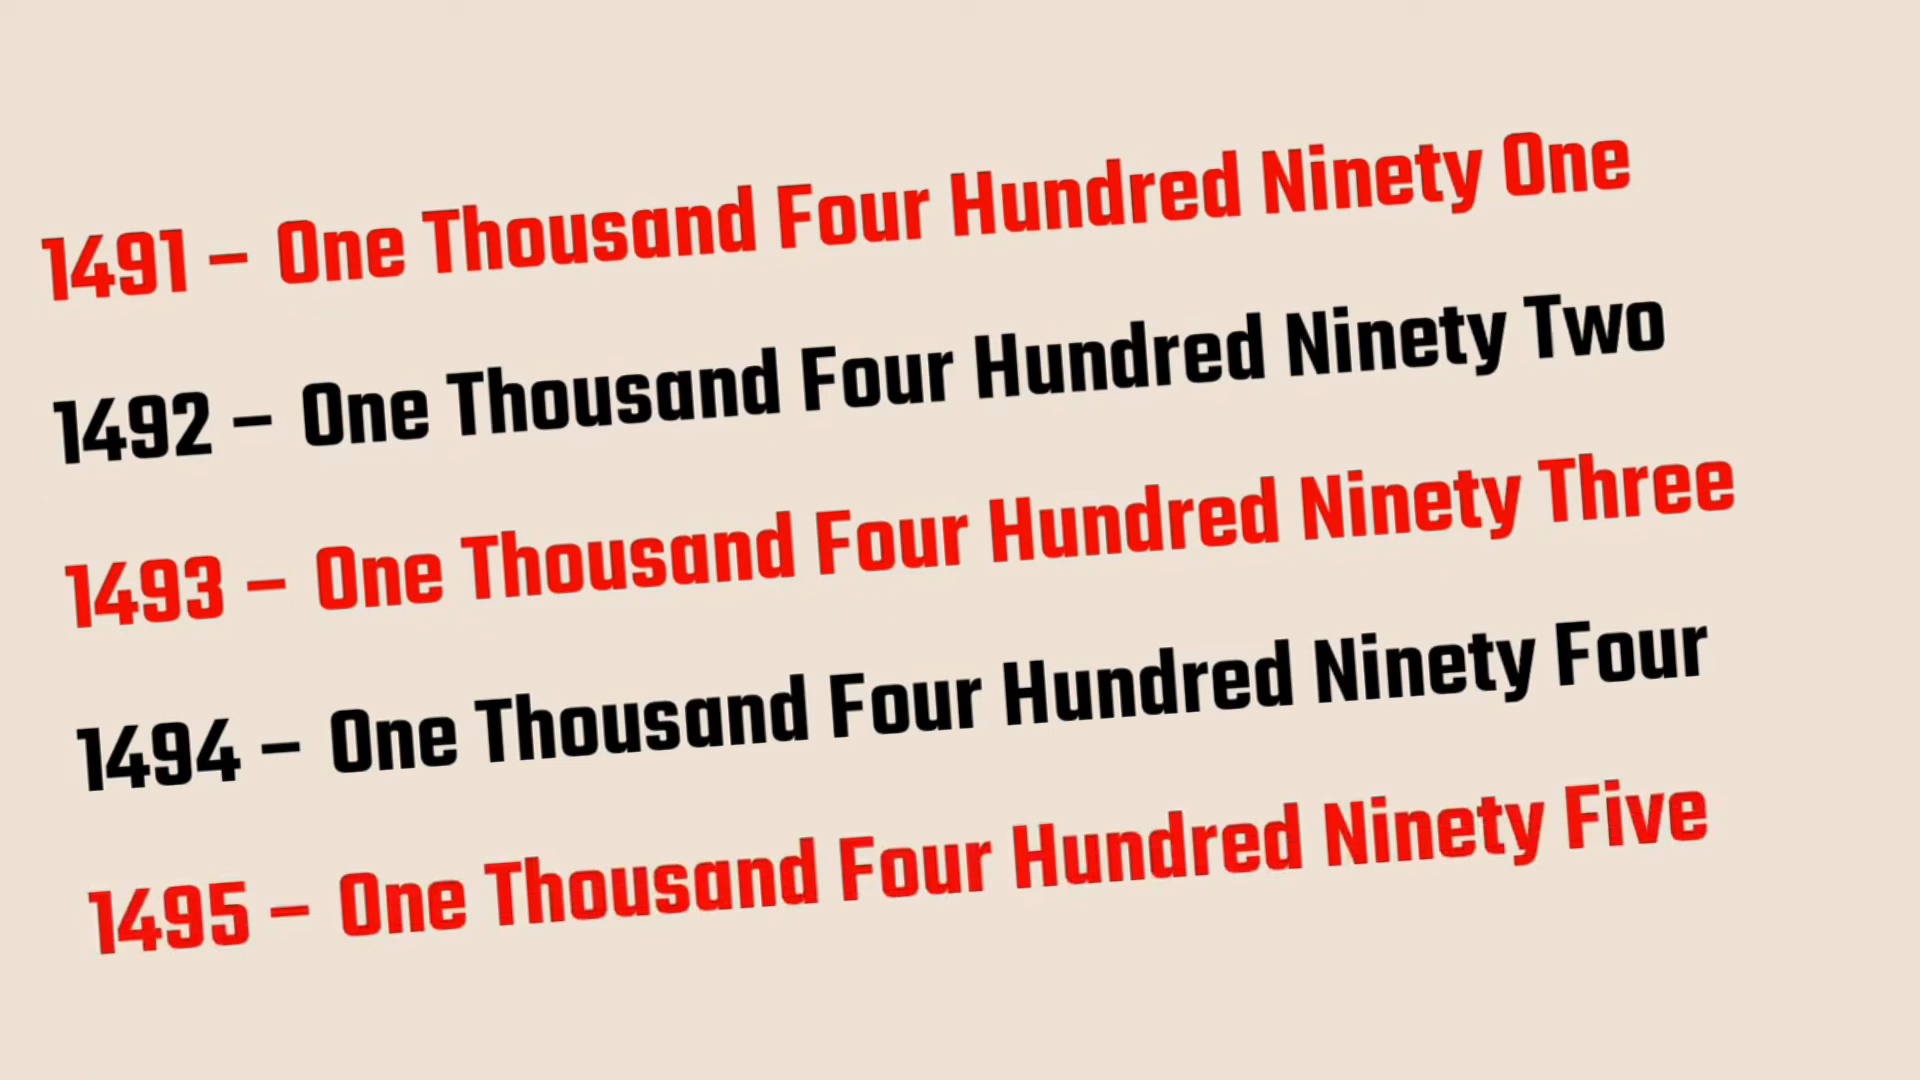 1491 – One Thousand Four Hundred Ninety One
1492 – One Thousand Four Hundred Ninety Two
1493 – One Thousand Four Hundred Ninety Three
1494 – One Thousand Four Hundred Ninety Four
1495 – One Thousand Four Hundred Ninety Five